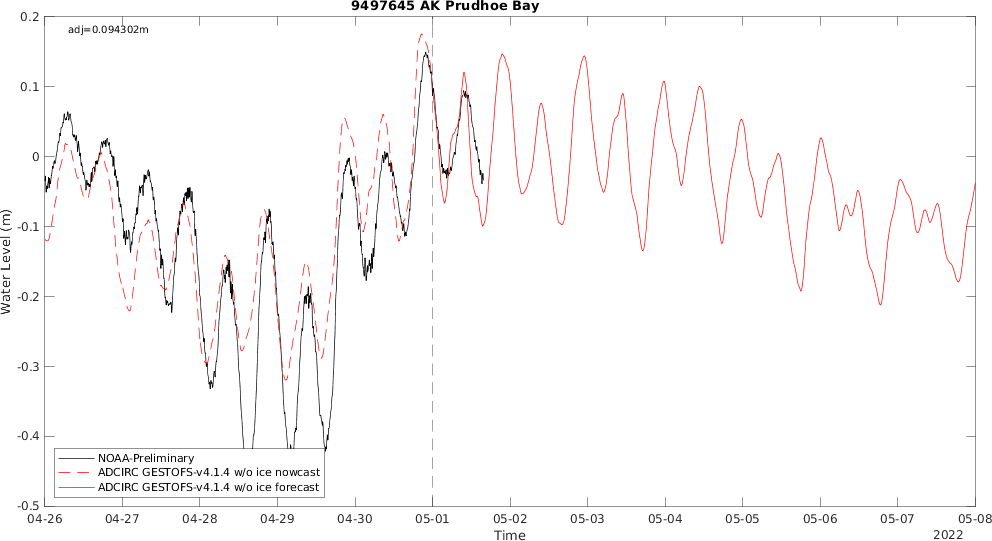 9497645 AK Prudhoe Bay
adj=0.094302m
0.2
0.1
0
-0.1
-0.2
-0.3
-0.4
-0.5
Water Level (m)
NOAA-Preliminary
ADCIRC GESTOFS-v4.1.4 w/o ice nowcast
ADCIRC GESTOFS-v4.1.4 w/o ice forecast
04-26 04-27 04-28 04-29 04-30 05-01 05-02 05-03 05-04 05-05 05-06 05-07 05-08
Time
2022